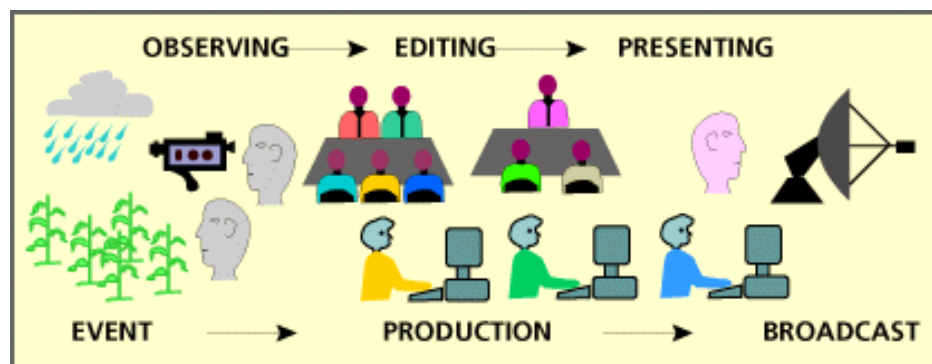 OBSERVING EDITING PRESENTING
EVENT PRODUCTION BROADCAST